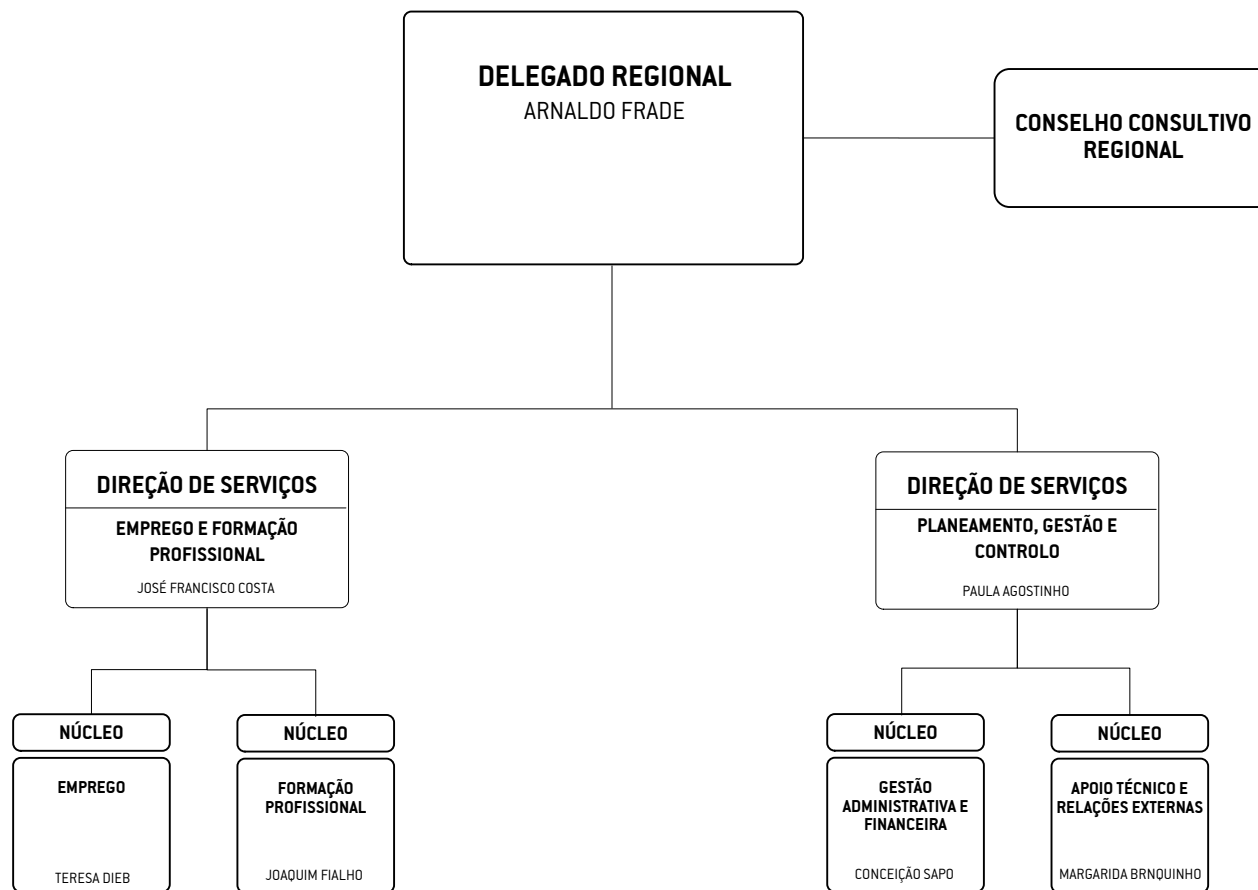 DELEGADO REGIONAL
ARNALDO FRADE
CONSELHO CONSULTIVO
REGIONAL
DIREÇÃO DE SERVIÇOS
EMPREGO E FORMAÇÃO
PROFISSIONAL
JOSÉ FRANCISCO COSTA
DIREÇÃO DE SERVIÇOS
PLANEAMENTO, GESTÃO E
CONTROLO
PAULA AGOSTINHO
NÚCLEO
EMPREGO
TERESA DIEB
NÚCLEO
FORMAÇÃO
PROFISSIONAL
JOAQUIM FIALHO
NÚCLEO
GESTÃO
ADMINISTRATIVA E
FINANCEIRA
CONCEIÇÃO SAPO
NÚCLEO
APOIO TÉCNICO E
RELAÇÕES EXTERNAS
MARGARIDA BRNQUINHO